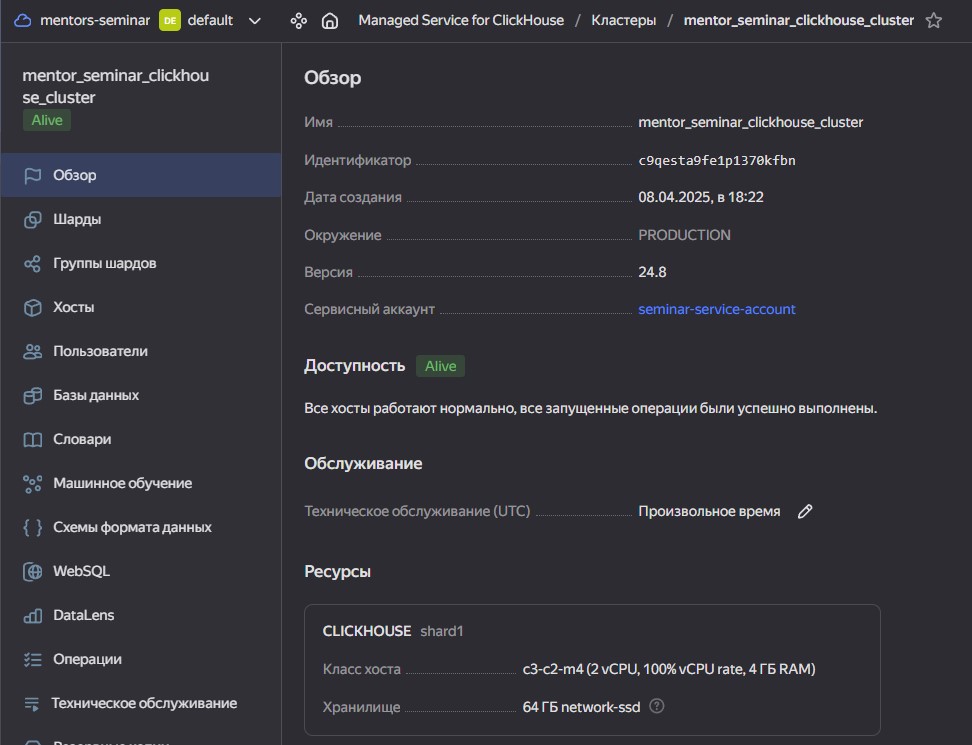 mentors-seminar DE default Managed Service for ClickHouse / Кластеры / mentor_seminar_clickhouse_cluster
mentor_seminar_clickhou
se_cluster
Alive
Обзор
Шарды
Группы шардов
Хосты
Пользователи
Базы данных
Словари
Машинное обучение
Схемы формата данных
WebSQL
DataLens
Операции
Техническое обслуживание
Обзор
Имя mentor_seminar_clickhouse_cluster
Идентификатор c9qesta9fe1p1370kfbn
Дата создания 08.04.2025, в 18:22
Окружение PRODUCTION
Версия 24.8
Сервисный аккаунт seminar-service-account
Доступность Alive
Все хосты работают нормально, все запущенные операции были успешно выполнены.
Обслуживание
Техническое обслуживание (UTC) Произвольное время
Ресурсы
CLICKHOUSE shard1
Класс хоста c3-c2-m4 (2 vCPU, 100% vCPU rate, 4 ГБ RAM)
Хранилище 64 ГБ network-ssd